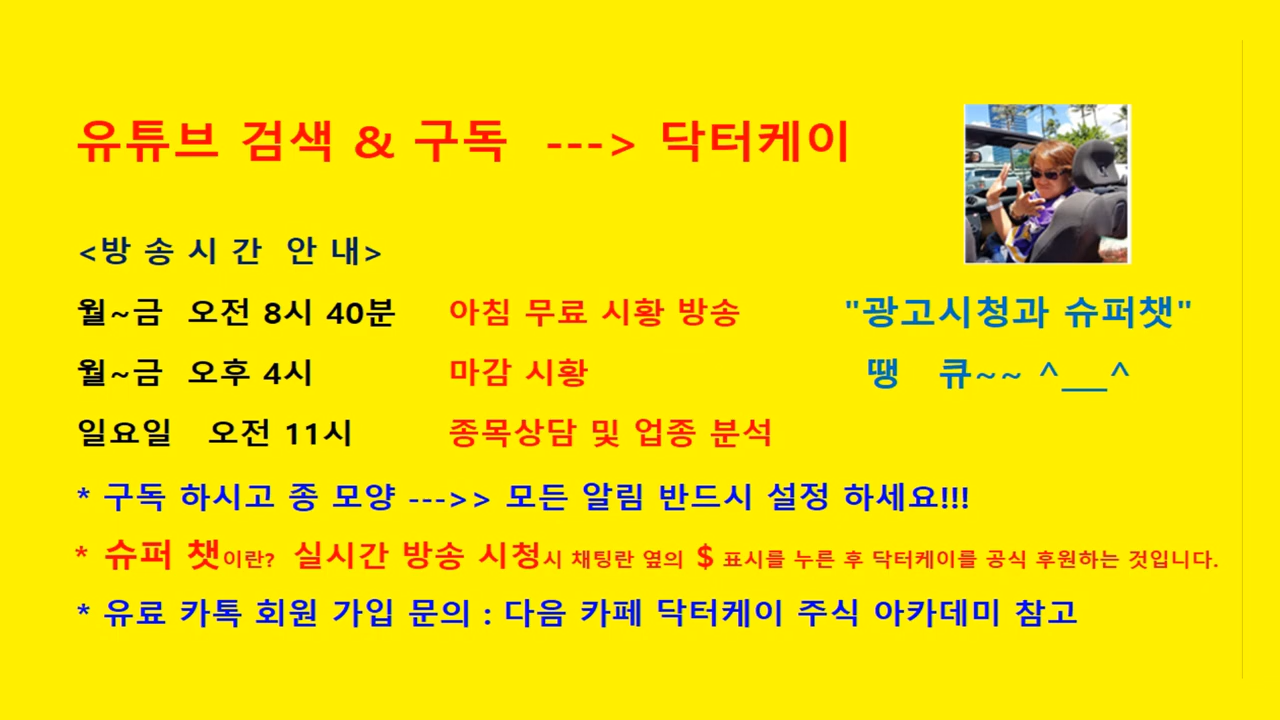 유튜브 검색 & 구독 ---> 닥터케이
<방 송 시 간 안 내>
월~금 오전 8시 40분 아침 무료 시황 방송 "광고시청과 슈퍼챗"
월~금 오후 4시 마감 시황 땡 큐~~ ^__^
일요일 오전 11시 종목상담 및 업종 분석
* 구독 하시고 종 모양 --->> 모든 알림 반드시 설정 하세요!!!
* 슈퍼 챗이란? 실시간 방송 시청시 채팅란 옆의 $ 표시를 누른 후 닥터케이를 공식 후원하는 것입니다.
* 유료 카톡 회원 가입 문의 : 다음 카페 닥터케이 주식 아카데미 참고